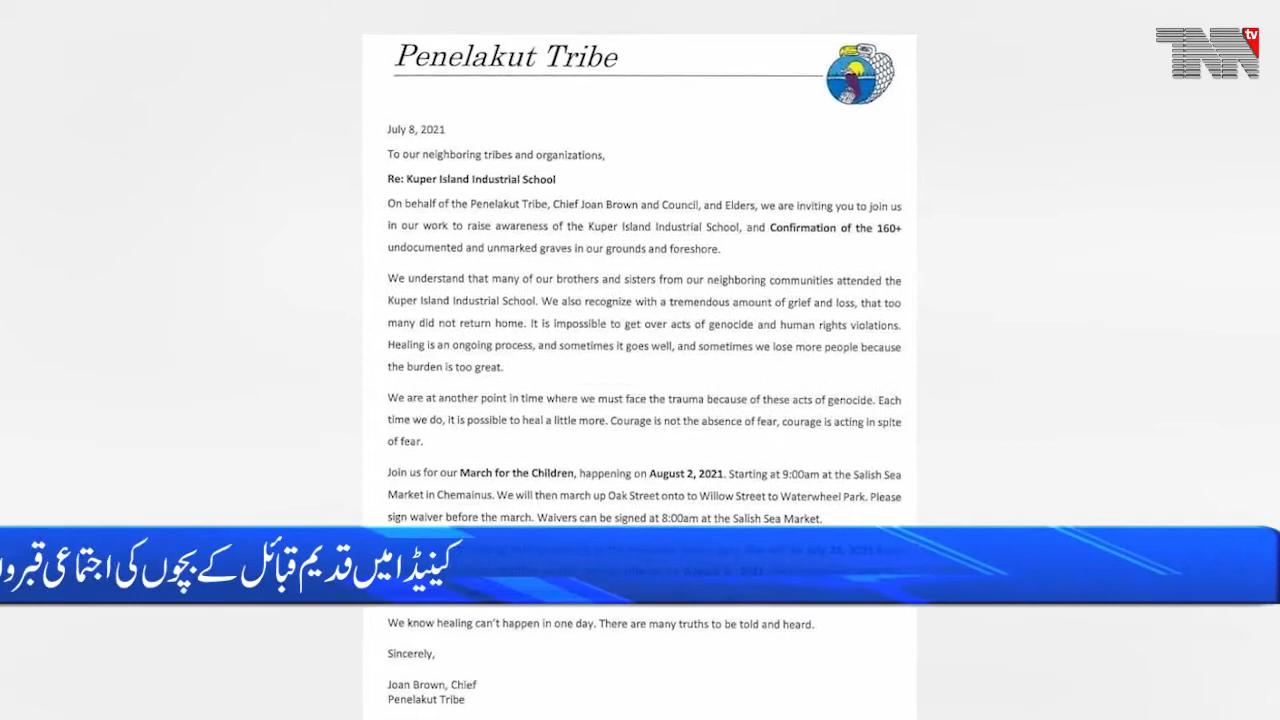 Penelakut Tribe
TNN tv
July 8, 2021
To our neighboring tribes and organizations,
Re: Kuper Island Industrial School
On behalf of the Penelakut Tribe, Chief Joan Brown and Council, and Elders, we are inviting you to join us
in our work to raise awareness of the Kuper Island Industrial School, and Confirmation of the 160+
undocumented and unmarked graves in our grounds and foreshore.
We understand that many of our brothers and sisters from our neighboring communities attended the
Kuper Island Industrial School. We also recognize with a tremendous amount of grief and loss, that too
many did not return home. It is impossible to get over acts of genocide and human rights violations.
Healing is an ongoing process, and sometimes it goes well, and sometimes we lose more people because
the burden is too great.
We are at another point in time where we must face the trauma because of these acts of genocide. Each
time we do, it is possible to heal a little more. Courage is not the absence of fear, courage is acting in spite
of fear.
Join us for our March for the Children, happening on August 2, 2021. Starting at 9:00am at the Salish Sea
Market in Chemainus. We will then march up Oak Street onto to Willow Street to Waterwheel Park. Please
sign waiver before the march. Waivers can be signed at 8:00am at the Salish Sea Market.
کینیڈا میں قدیم قبائل کے بچوں کی اجتماعی
We know healing can't happen in one day. There are many truths to be told and heard.
Sincerely,
Joan Brown, Chief
Penelakut Tribe